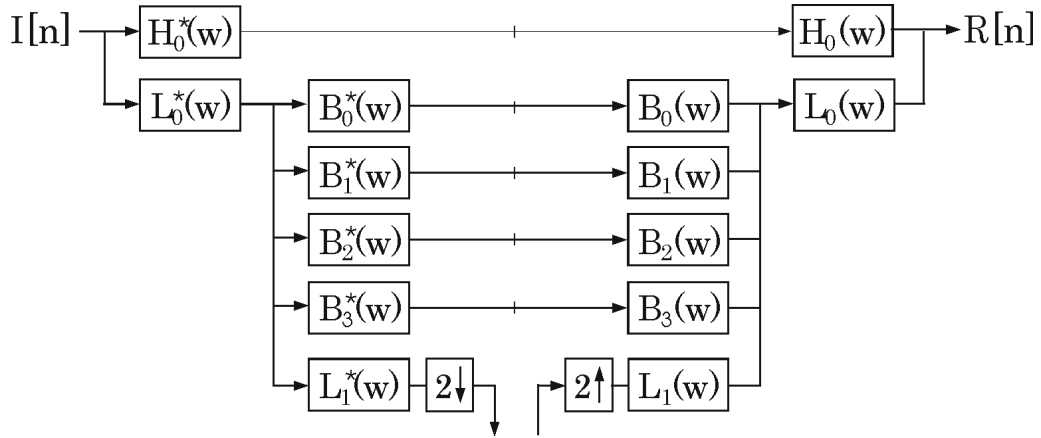 I[n] H₀*(w) H₀(w) R[n]
L₀*(w) B₀*(w) B₀(w) L₀(w)
B₁*(w) B₁(w)
B₂*(w) B₂(w)
B₃*(w) B₃(w)
L₁*(w) 2↓ 2↑ L₁(w)